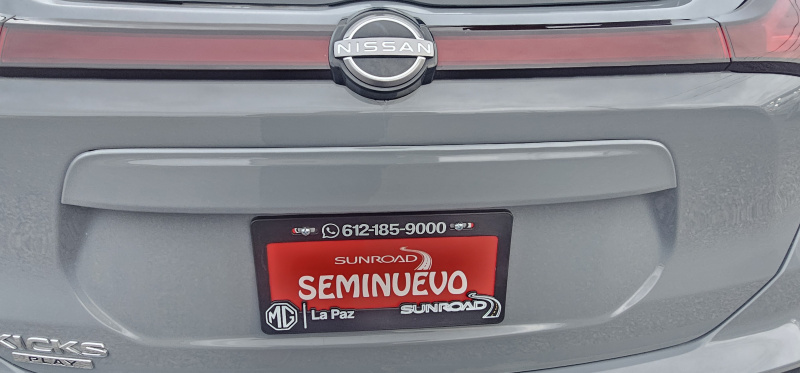 NISSAN
612-185-9000
SUNROAD
SEMINUEVO
MG La Paz SUNROAD
KICKS
PLAY